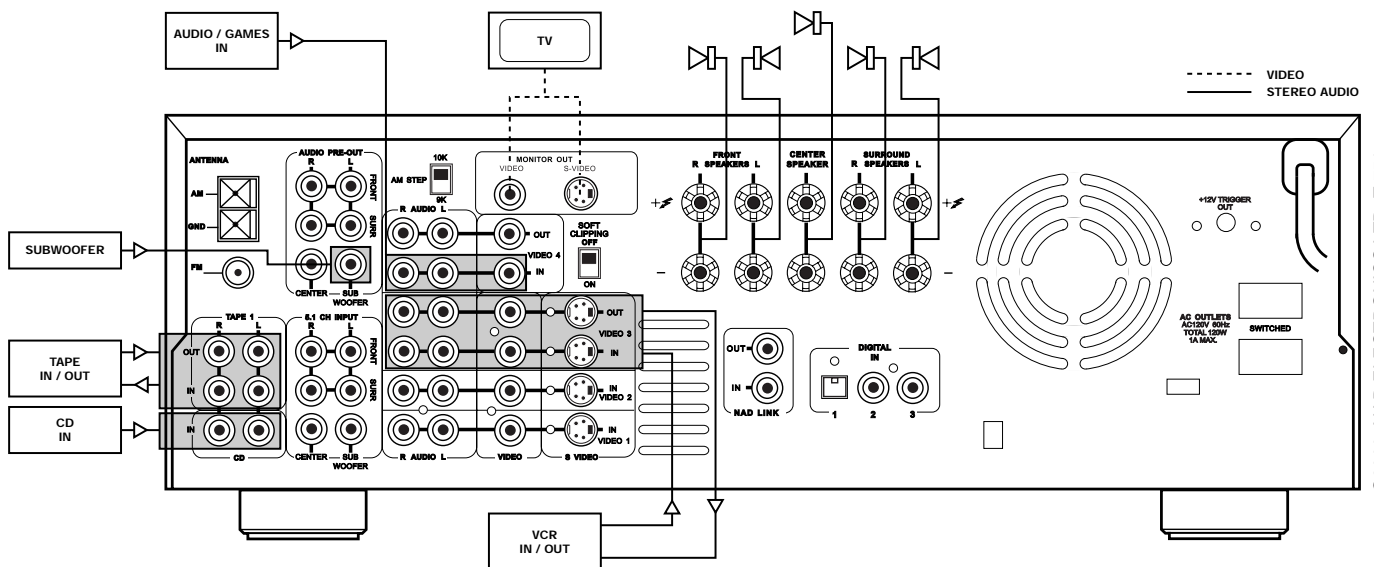 AUDIO / GAMES
IN
TV
VIDEO
STEREO AUDIO
ANTENNA
AM
GND
FM
AUDIO PRE-OUT
R L
FRONT
SURR
CENTER SUB
WOOFER
10K
AM STEP
9K
MONITOR OUT
VIDEO S-VIDEO
R AUDIO L
OUT
VIDEO 4
IN
SOFT
CLIPPING
OFF
ON
FRONT
R SPEAKERS L
CENTER
SPEAKER
SURROUND
R SPEAKERS L
+ +
– –
+12V TRIGGER
OUT
SUBWOOFER
TAPE
IN / OUT
CD
IN
TAPE 1
R L
OUT
IN
IN
CD
5.1 CH INPUT
R L
FRONT
SURR
CENTER SUB
WOOFER
OUT
VIDEO 3
IN
IN
VIDEO 2
IN
VIDEO 1
R AUDIO L VIDEO S VIDEO
OUT
IN
NAD LINK
DIGITAL
IN
1 2 3
AC OUTLETS
AC120V 60Hz
TOTAL 120W
1A MAX.
SWITCHED
VCR
IN / OUT